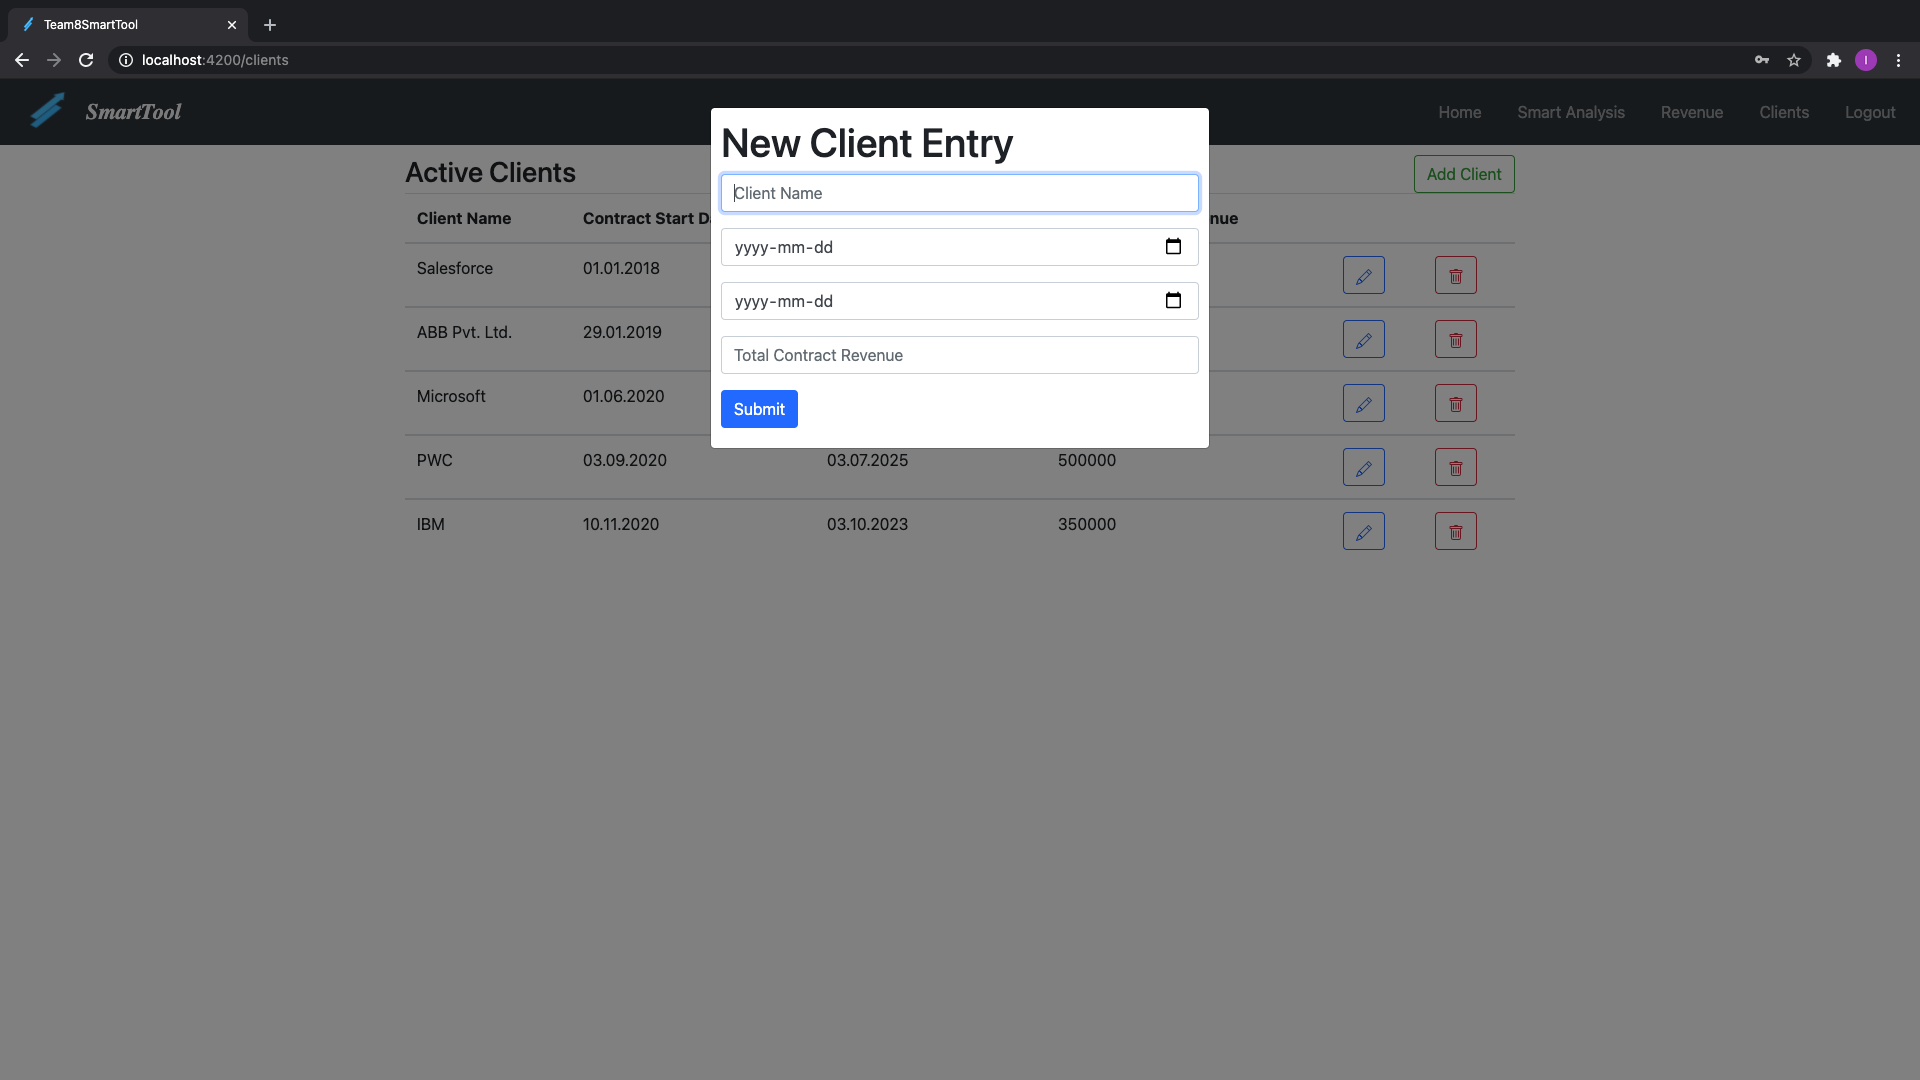 Team8SmartTool
localhost:4200/clients
I
SmartTool
Home Smart Analysis Revenue Clients Logout
New Client Entry
Active Clients
Add Client
Client Name
Client Name Contract Start D nue
yyyy-mm-dd
Salesforce 01.01.2018
yyyy-mm-dd
ABB Pvt. Ltd. 29.01.2019
Total Contract Revenue
Microsoft 01.06.2020
Submit
PWC 03.09.2020 03.07.2025 500000
IBM 10.11.2020 03.10.2023 350000